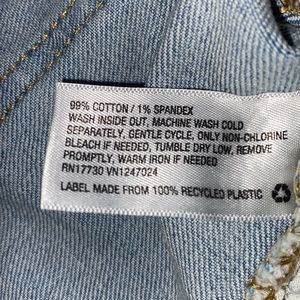 99% COTTON / 1% SPANDEX
WASH INSIDE OUT, MACHINE WASH COLD
SEPARATELY, GENTLE CYCLE, ONLY NON-CHLORINE
BLEACH IF NEEDED, TUMBLE DRY LOW, REMOVE
PROMPTLY, WARM IRON IF NEEDED
RN17730 VN1247024
LABEL MADE FROM 100% RECYCLED PLASTIC